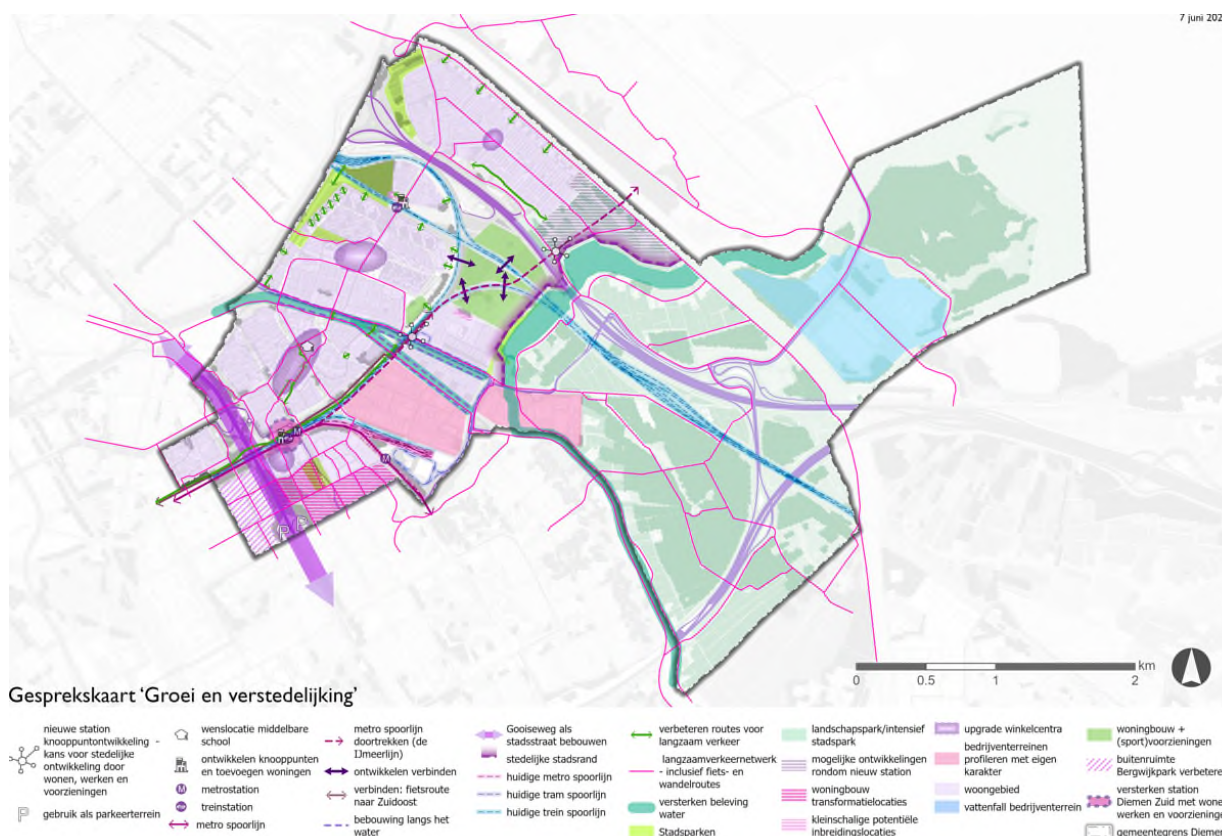 7 juni 202
M
M
P
P
km
0
0.5
1
2
Gesprekskaart 'Groei en verstedelijking'
nieuwe station
knooppuntontwikkeling -
kans voor stedelijke
ontwikkeling door
wonen, werken en
voorzieningen
P
gebruik als parkeerterrein
wenslocatie middelbare
school
ontwikkelen knooppunten
en toevoegen woningen
M
metrostation
treinstation
metro spoorlijn
metro spoorlijn
doortrekken (de
IJmeerlijn)
ontwikkelen verbinden
verbinden: fietsroute
naar Zuidoost
bebouwing langs het
water
Gooiseweg als
stadsstraat bebouwen
stedelijke stadsrand
huidige metro spoorlijn
huidige tram spoorlijn
huidige trein spoorlijn
verbeteren routes voor
langzaam verkeer
langzaamverkeernetwerk
- inclusief fiets- en
wandelroutes
versterken beleving
water
Stadsparken
landschapspark/intensief
stadspark
mogelijke ontwikkelingen
rondom nieuw station
woningbouw
transformatielocaties
kleinschalige potentiële
inbreidingslocaties
upgrade winkelcentra
bedrijventerreinen
profileren met eigen
karakter
woongebied
vattenfall bedrijventerrein
woningbouw +
(sport)voorzieningen
buitenruimte
Bergwijkpark verbetere
versterken station
Diemen Zuid met wone
werken en voorziening
gemeentegrens Diemen